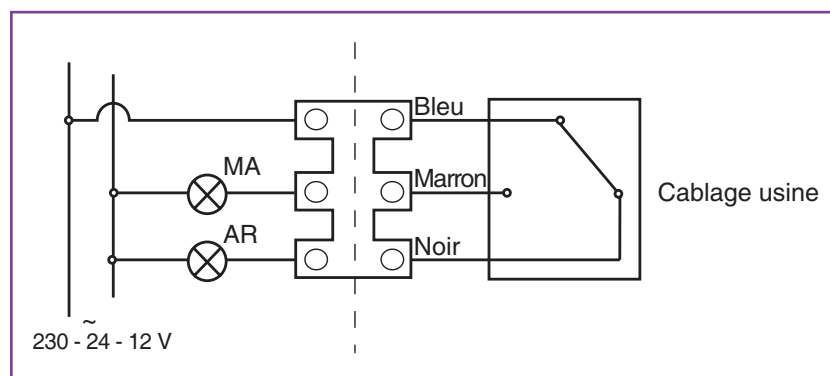 Bleu
MA
Marron
Cablage usine
AR
Noir
~
230 - 24 - 12 V